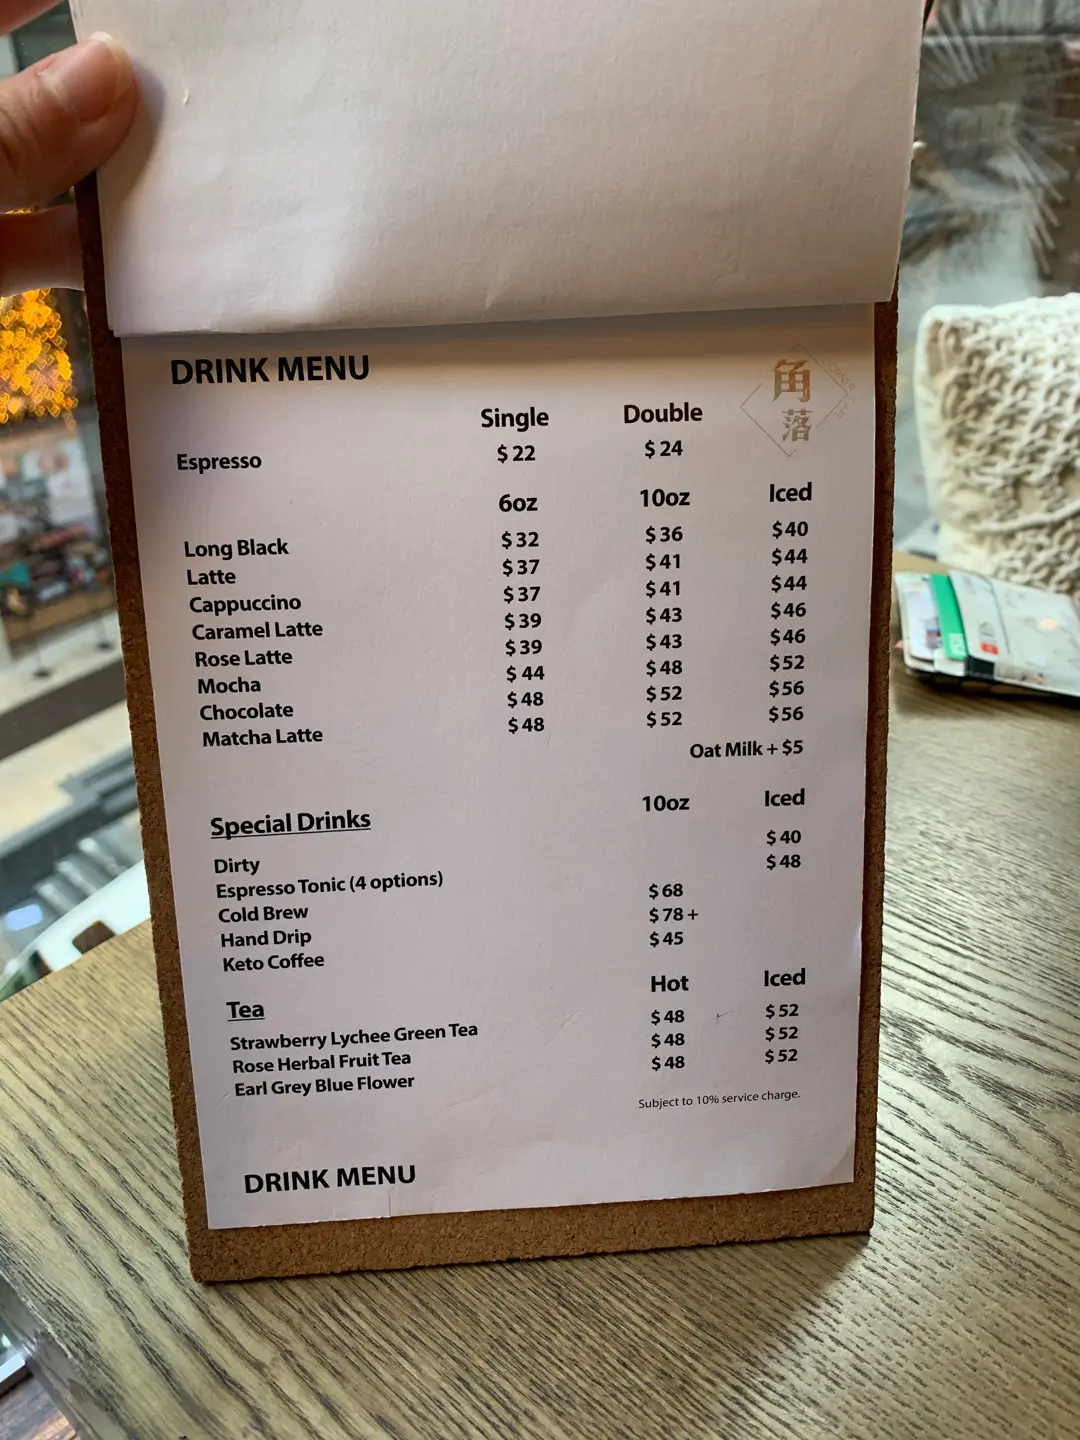 DRINK MENU
角
落
CORNER
Single Double
Espresso $ 22 $ 24
6oz 10oz Iced
Long Black $ 32 $ 36 $ 40
Latte $ 37 $ 41 $ 44
Cappuccino $ 37 $ 41 $ 44
Caramel Latte $ 39 $ 43 $ 46
Rose Latte $ 39 $ 43 $ 46
Mocha $ 44 $ 48 $ 52
Chocolate $ 48 $ 52 $ 56
Matcha Latte $ 48 $ 52 $ 56
Oat Milk + $5
Special Drinks 10oz Iced
Dirty $ 40
Espresso Tonic (4 options) $ 48
Cold Brew $ 68
Hand Drip $ 78 +
Keto Coffee $ 45
Tea Hot Iced
Strawberry Lychee Green Tea $ 48 $ 52
Rose Herbal Fruit Tea $ 48 $ 52
Earl Grey Blue Flower $ 48 $ 52
Subject to 10% service charge.
DRINK MENU